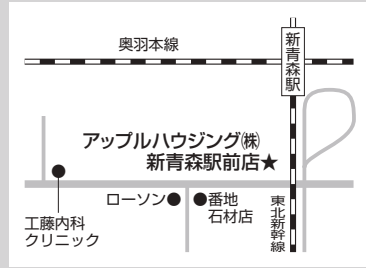 奥羽本線
新青森駅
アップルハウジング㈱
新青森駅前店★
ローソン●
●番地
石材店
東北新幹線
工藤内科
クリニック